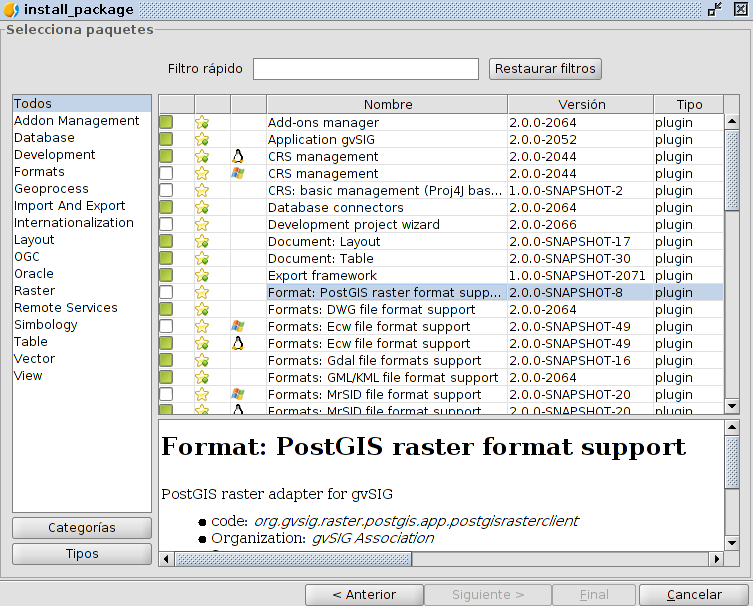 install_package
Selecciona paquetes
Filtro rápido
Restaurar filtros
Todos
Addon Management
Database
Development
Formats
Geoprocess
Import And Export
Internationalization
Layout
OGC
Oracle
Raster
Remote Services
Simbology
Table
Vector
View
Categorías
Tipos
Nombre Versión Tipo
Add-ons manager 2.0.0-2064 plugin
Application gvSIG 2.0.0-2052 plugin
CRS management 2.0.0-2044 plugin
CRS management 2.0.0-2044 plugin
CRS: basic management (Proj4J bas... 1.0.0-SNAPSHOT-2 plugin
Database connectors 2.0.0-2064 plugin
Development project wizard 2.0.0-2066 plugin
Document: Layout 2.0.0-SNAPSHOT-17 plugin
Document: Table 2.0.0-SNAPSHOT-30 plugin
Export framework 1.0.0-SNAPSHOT-2071 plugin
Format: PostGIS raster format supp... 2.0.0-SNAPSHOT-8 plugin
Formats: DWG file format support 2.0.0-2064 plugin
Formats: Ecw file format support 2.0.0-SNAPSHOT-49 plugin
Formats: Ecw file format support 2.0.0-SNAPSHOT-49 plugin
Formats: Gdal file formats support 2.0.0-SNAPSHOT-16 plugin
Formats: GML/KML file format support 2.0.0-2064 plugin
Formats: MrSID file format support 2.0.0-SNAPSHOT-20 plugin
Formats: MrSID file format support 2.0.0-SNAPSHOT-20 plugin
Format: PostGIS raster format support
PostGIS raster adapter for gvSIG
● code: org.gvsig.raster.postgis.app.postgisrasterclient
● Organization: gvSIG Association
< Anterior
Siguiente >
Final
Cancelar